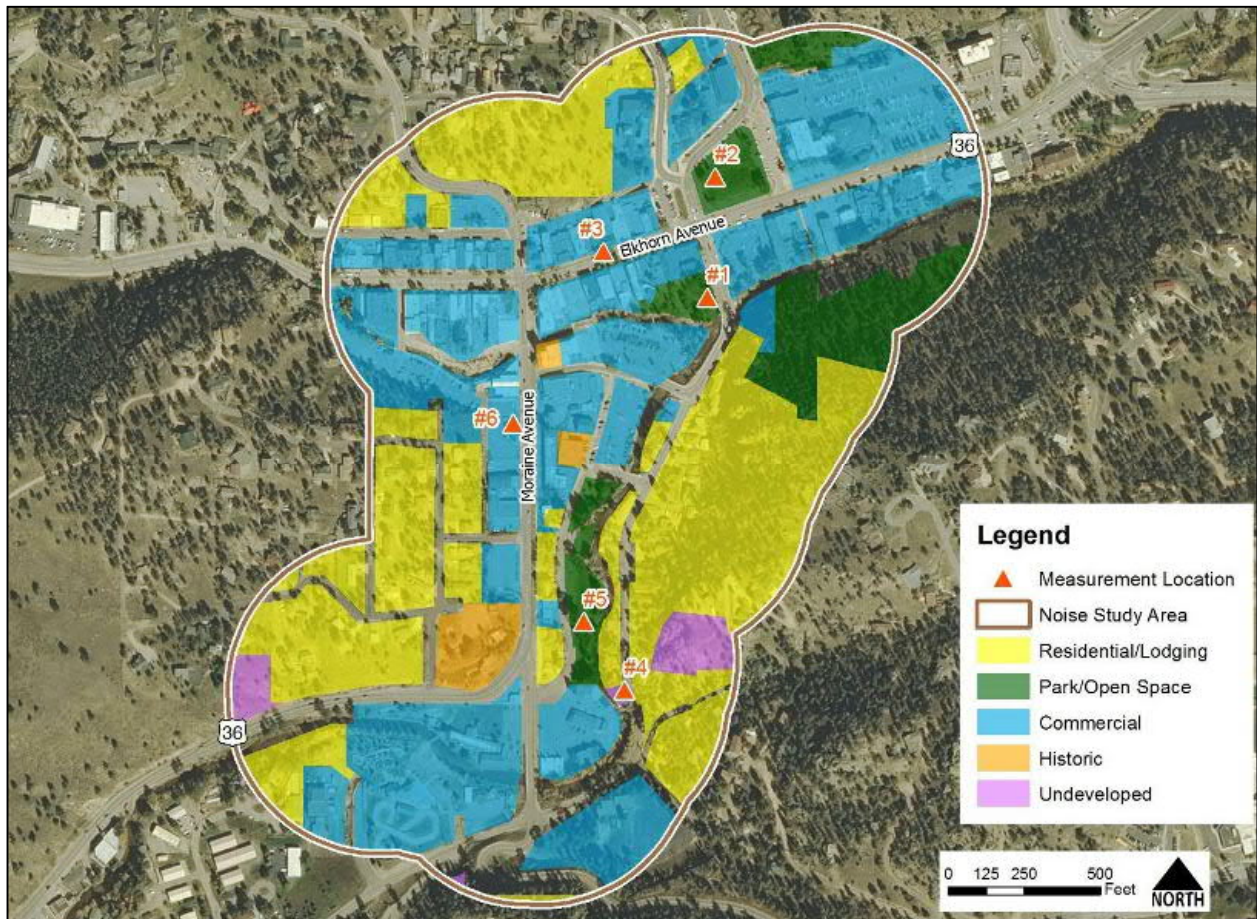 36
#2
#3
Elkhorn Avenue
#1
#6
Moraine Avenue
#5
#4
36
Legend
Measurement Location
Noise Study Area
Residential/Lodging
Park/Open Space
Commercial
Historic
Undeveloped
0 125 250 500
Feet
NORTH